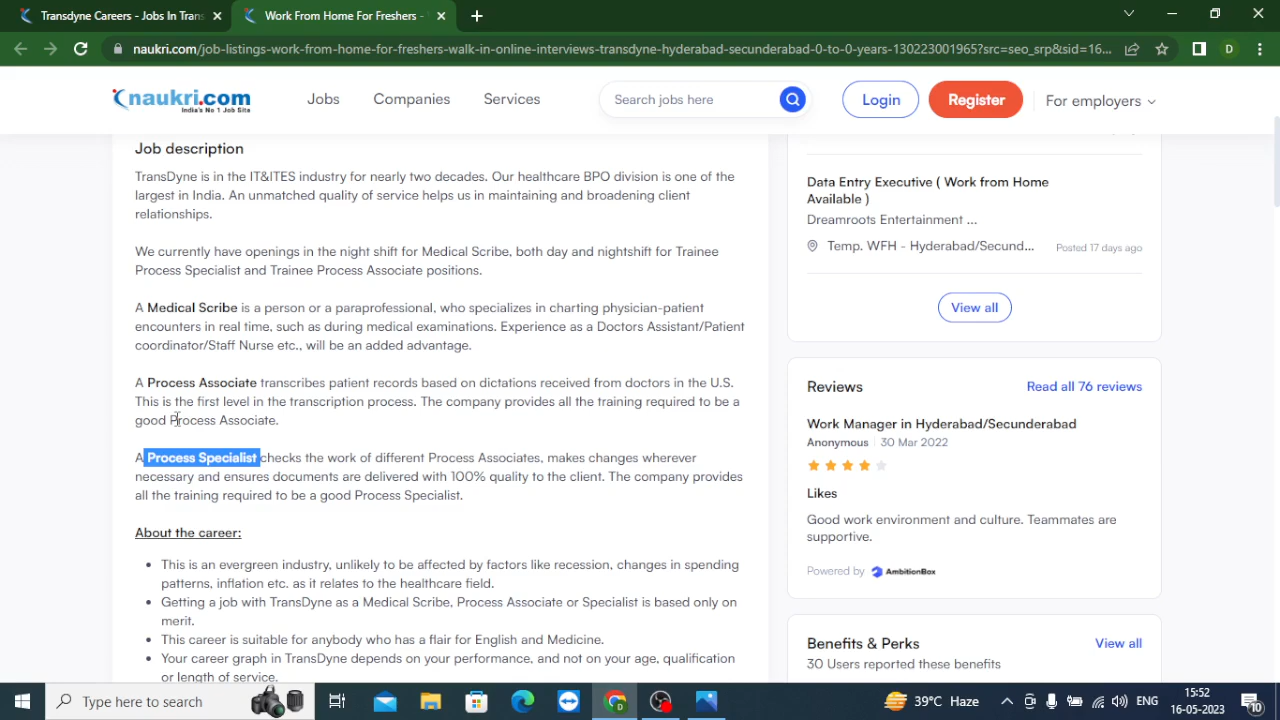 Transdyne Careers - Jobs In Trans
Work From Home For Freshers -
naukri.com/job-listings-work-from-home-for-freshers-walk-in-online-interviews-transdyne-hyderabad-secunderabad-0-to-0-years-130223001965?src=seo_srp&sid=16...
D
naukri.com
India's No 1 Job Site
Jobs
Companies
Services
Search jobs here
Login
Register
For employers
Job description
TransDyne is in the IT&ITES industry for nearly two decades. Our healthcare BPO division is one of the
largest in India. An unmatched quality of service helps us in maintaining and broadening client
relationships.
We currently have openings in the night shift for Medical Scribe, both day and nightshift for Trainee
Process Specialist and Trainee Process Associate positions.
A Medical Scribe is a person or a paraprofessional, who specializes in charting physician-patient
encounters in real time, such as during medical examinations. Experience as a Doctors Assistant/Patient
coordinator/Staff Nurse etc., will be an added advantage.
A Process Associate transcribes patient records based on dictations received from doctors in the U.S.
This is the first level in the transcription process. The company provides all the training required to be a
good Process Associate.
A Process Specialist checks the work of different Process Associates, makes changes wherever
necessary and ensures documents are delivered with 100% quality to the client. The company provides
all the training required to be a good Process Specialist.
About the career:
• This is an evergreen industry, unlikely to be affected by factors like recession, changes in spending
patterns, inflation etc. as it relates to the healthcare field.
• Getting a job with TransDyne as a Medical Scribe, Process Associate or Specialist is based only on
merit.
• This career is suitable for anybody who has a flair for English and Medicine.
• Your career graph in TransDyne depends on your performance, and not on your age, qualification
or length of service.
Data Entry Executive ( Work from Home
Available )
Dreamroots Entertainment ...
Temp. WFH - Hyderabad/Secund...
Posted 17 days ago
View all
Reviews
Read all 76 reviews
Work Manager in Hyderabad/Secunderabad
Anonymous | 30 Mar 2022
Likes
Good work environment and culture. Teammates are
supportive.
Powered by AmbitionBox
Benefits & Perks
View all
30 Users reported these benefits
Type here to search
39°C Haze
ENG
15:52
16-05-2023
10